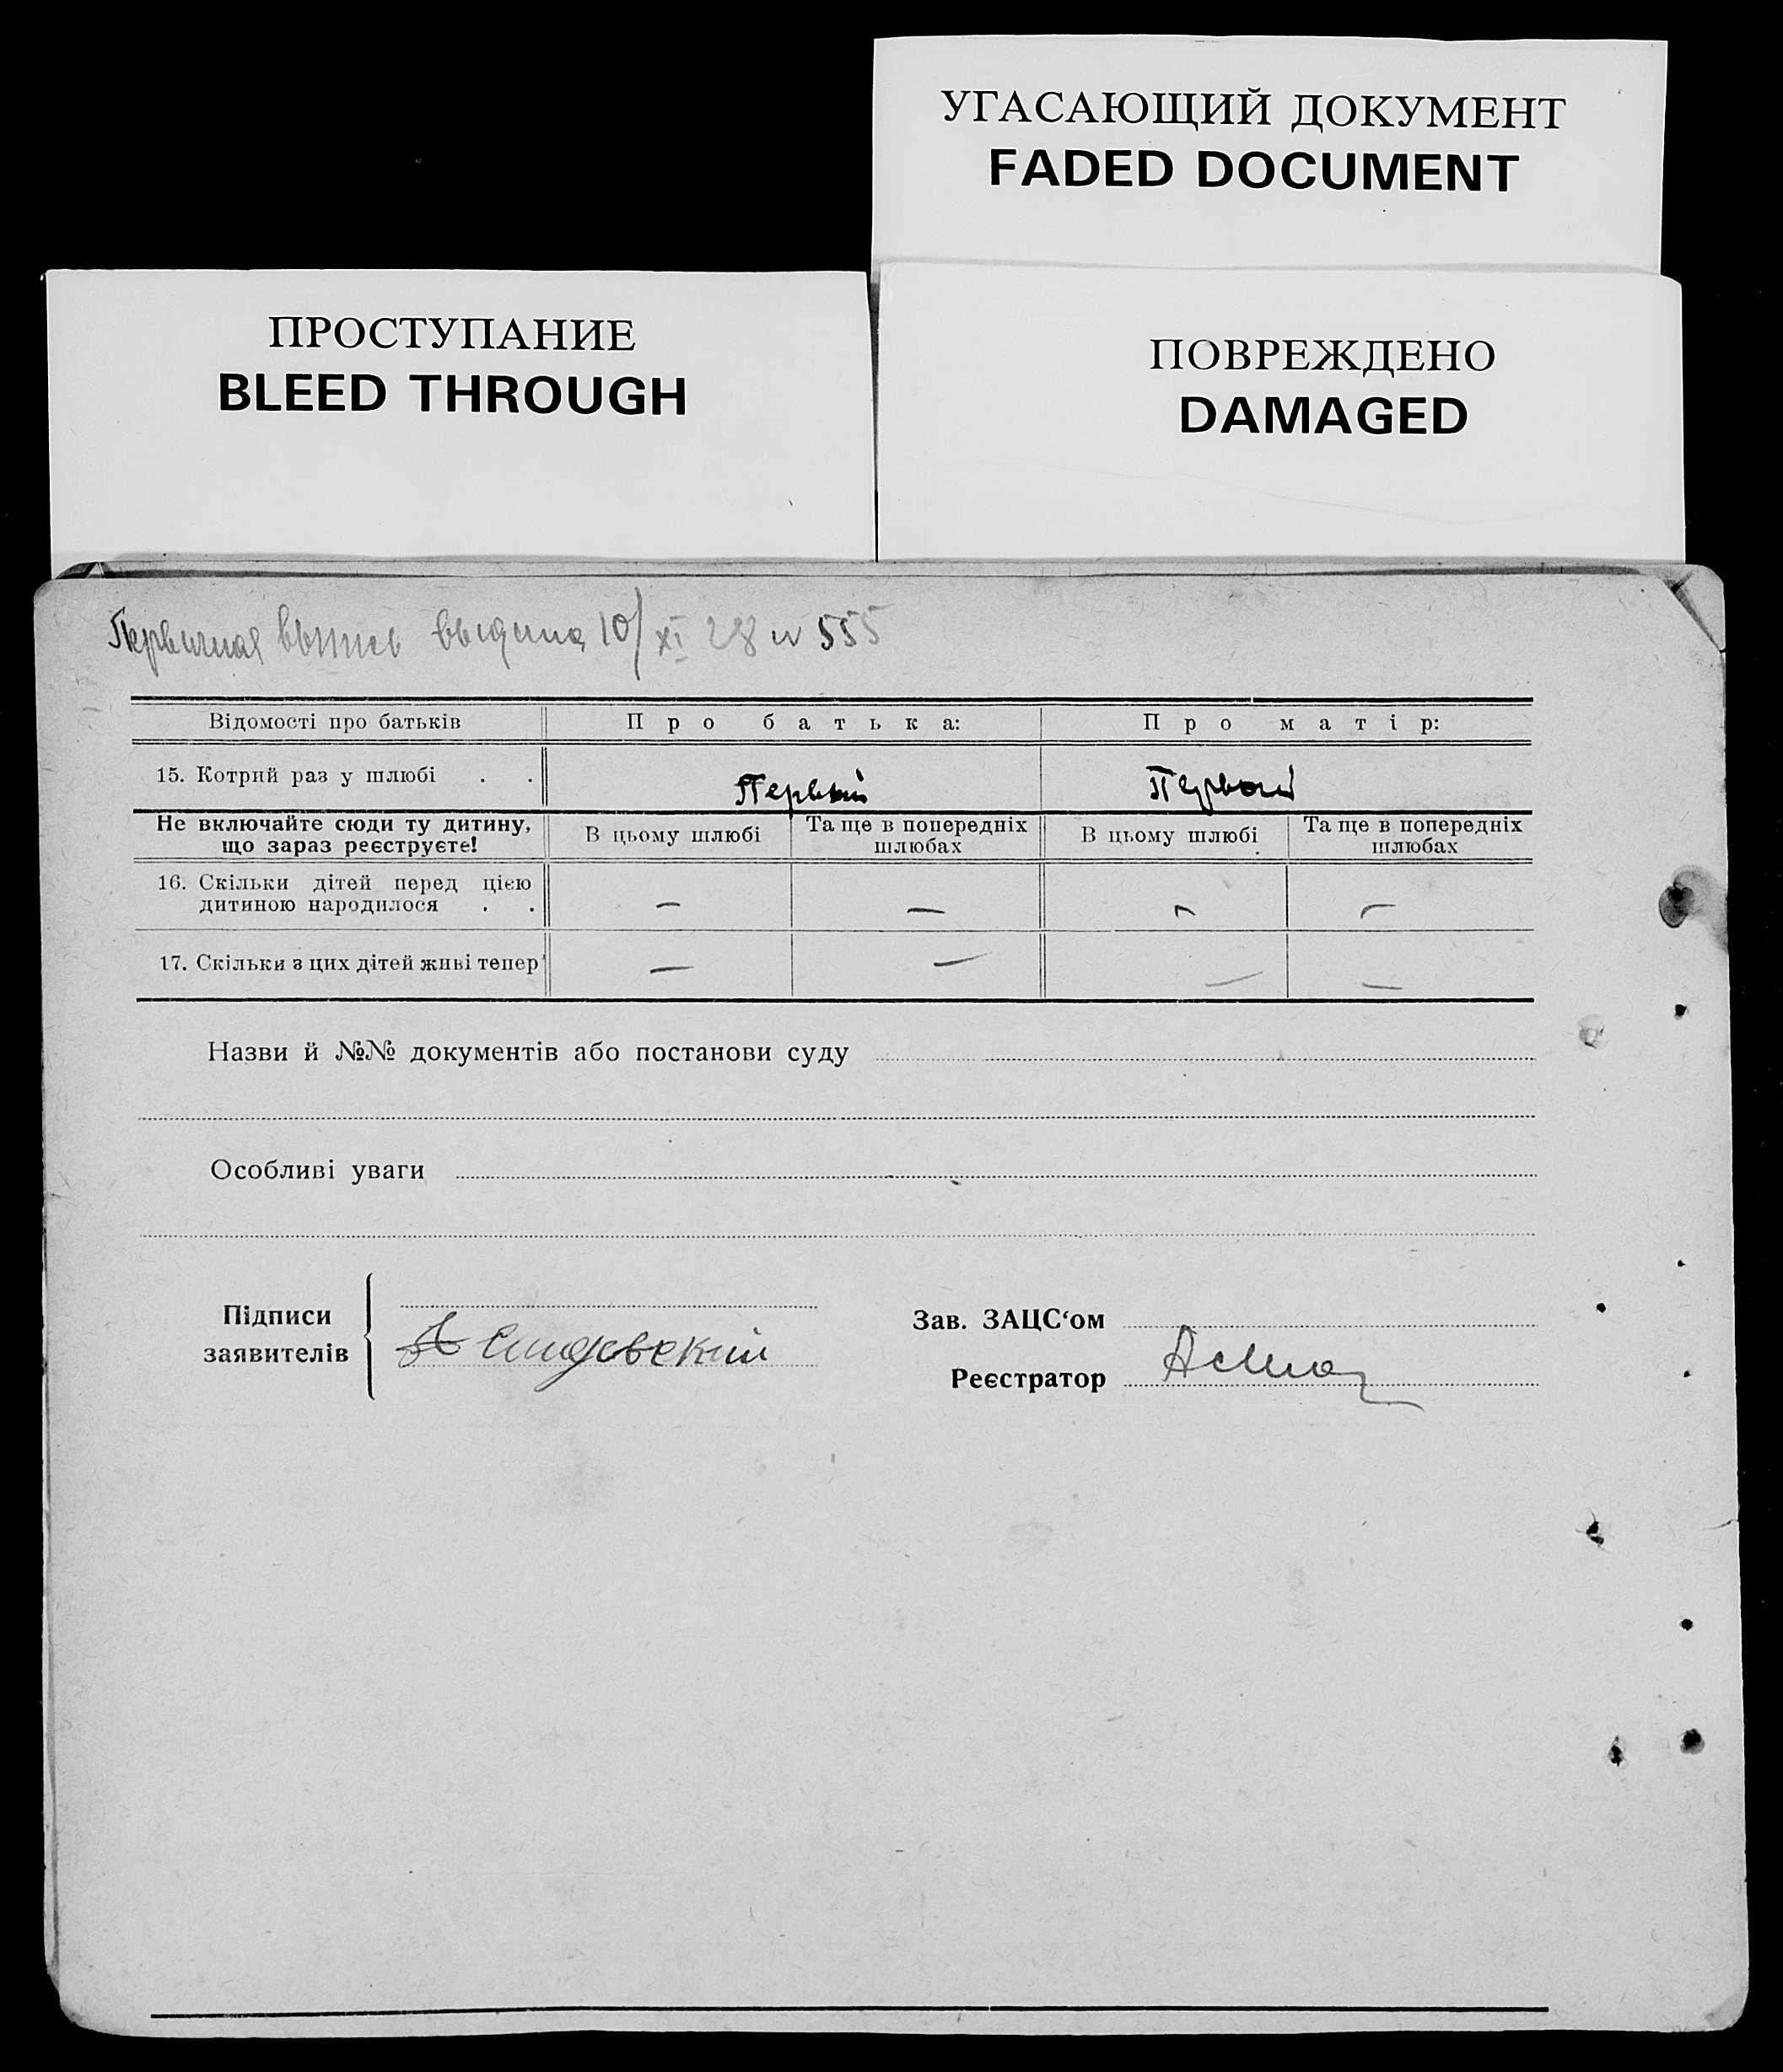 УГАСАЮЩИЙ ДОКУМЕНТ
FADED DOCUMENT
ПРОСТУПАНИЕ
BLEED THROUGH
ПОВРЕЖДЕНО
DAMAGED
Первичная выпись выдана 10/XI 28 N 555
Відомості про батьків Про батька: Про матір:
15. Котрий раз у шлюбі . . Первый Первый
Не включайте сюди ту дитину, що зараз реєструєте! В цьому шлюбі Та ще в попередніх шлюбах В цьому шлюбі Та ще в попередніх шлюбах
16. Скільки дітей перед цією
дитиною народилося . . — — — —
17. Скільки з цих дітей живі тепер — — — —
Назви й №№ документів або постанови суду
Особливі уваги
Підписи
заявителів
Зав. ЗАЦС‘ом
Реєстратор